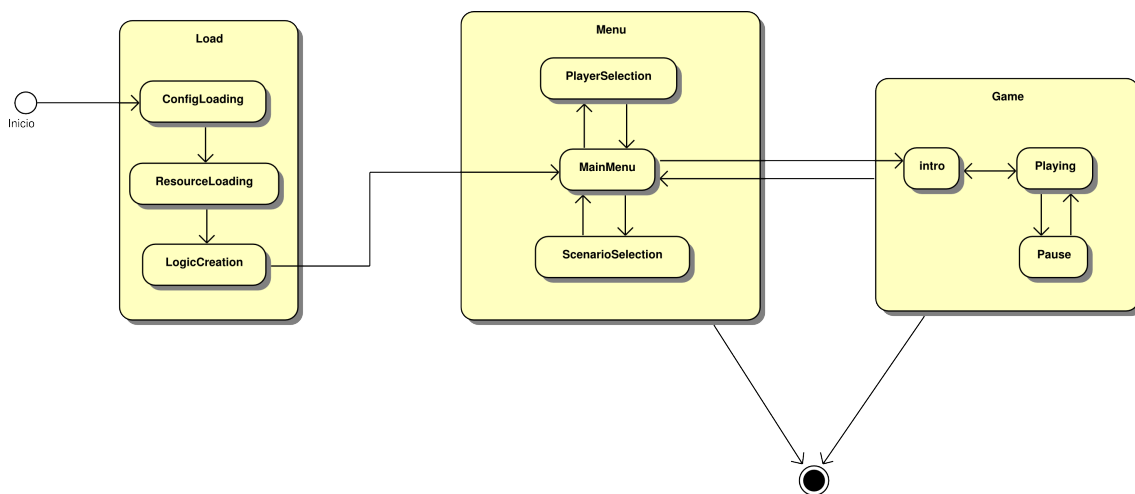 Inicio
Load
ConfigLoading
ResourceLoading
LogicCreation
Menu
PlayerSelection
MainMenu
ScenarioSelection
Game
intro
Playing
Pause